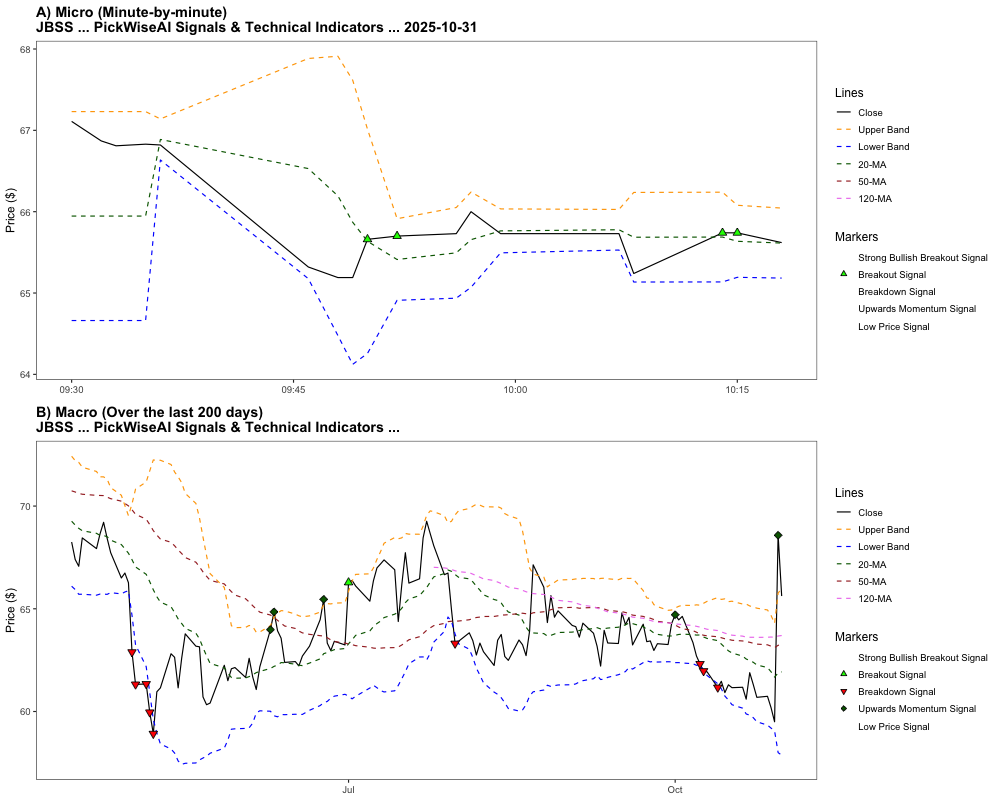 A) Micro (Minute-by-minute)
JBSS ... PickWiseAI Signals & Technical Indicators ... 2025-10-31
68
67
66
65
64
Price ($)
09:30
09:45
10:00
10:15
Lines
Close
Upper Band
Lower Band
20-MA
50-MA
120-MA
Markers
Strong Bullish Breakout Signal
Breakout Signal
Breakdown Signal
Upwards Momentum Signal
Low Price Signal
B) Macro (Over the last 200 days)
JBSS ... PickWiseAI Signals & Technical Indicators ...
70
65
60
Price ($)
Jul
Oct
Lines
Close
Upper Band
Lower Band
20-MA
50-MA
120-MA
Markers
Strong Bullish Breakout Signal
Breakout Signal
Breakdown Signal
Upwards Momentum Signal
Low Price Signal